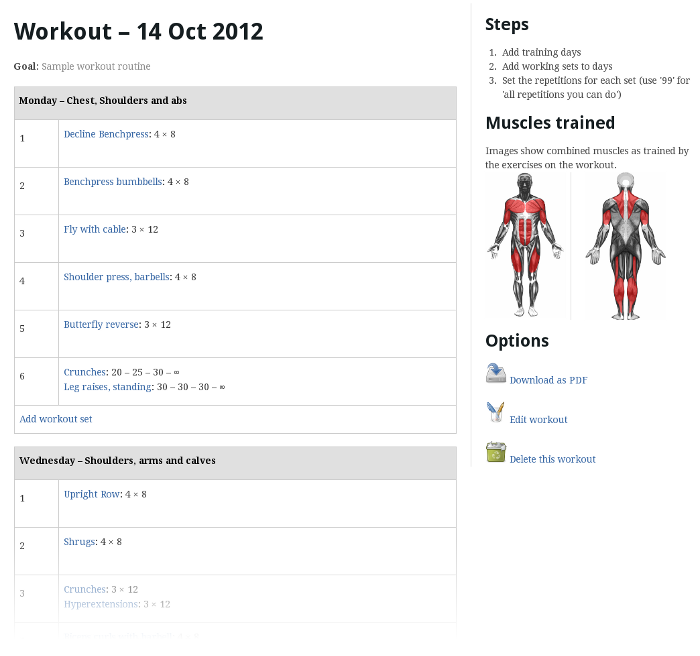 Workout – 14 Oct 2012
Goal: Sample workout routine
Monday – Chest, Shoulders and abs
1
Decline Benchpress: 4 × 8
2
Benchpress bumbbells: 4 × 8
3
Fly with cable: 3 × 12
4
Shoulder press, barbells: 4 × 8
5
Butterfly reverse: 3 × 12
6
Crunches: 20 – 25 – 30 – ∞
Leg raises, standing: 30 – 30 – 30 – ∞
Add workout set
Wednesday – Shoulders, arms and calves
1
Upright Row: 4 × 8
2
Shrugs: 4 × 8
3
Crunches: 3 × 12
Hyperextensions: 3 × 12
Steps
1. Add training days
2. Add working sets to days
3. Set the repetitions for each set (use '99' for
'all repetitions you can do')
Muscles trained
Images show combined muscles as trained by
the exercises on the workout.
Options
Download as PDF
Edit workout
Delete this workout